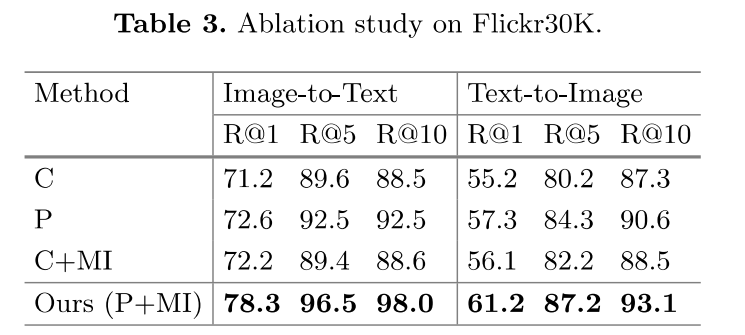 Table 3. Ablation study on Flickr30K.
Method Image-to-Text Text-to-Image
R@1 R@5 R@10 R@1 R@5 R@10
C 71.2 89.6 88.5 55.2 80.2 87.3
P 72.6 92.5 92.5 57.3 84.3 90.6
C+MI 72.2 89.4 88.6 56.1 82.2 88.5
Ours (P+MI) 78.3 96.5 98.0 61.2 87.2 93.1